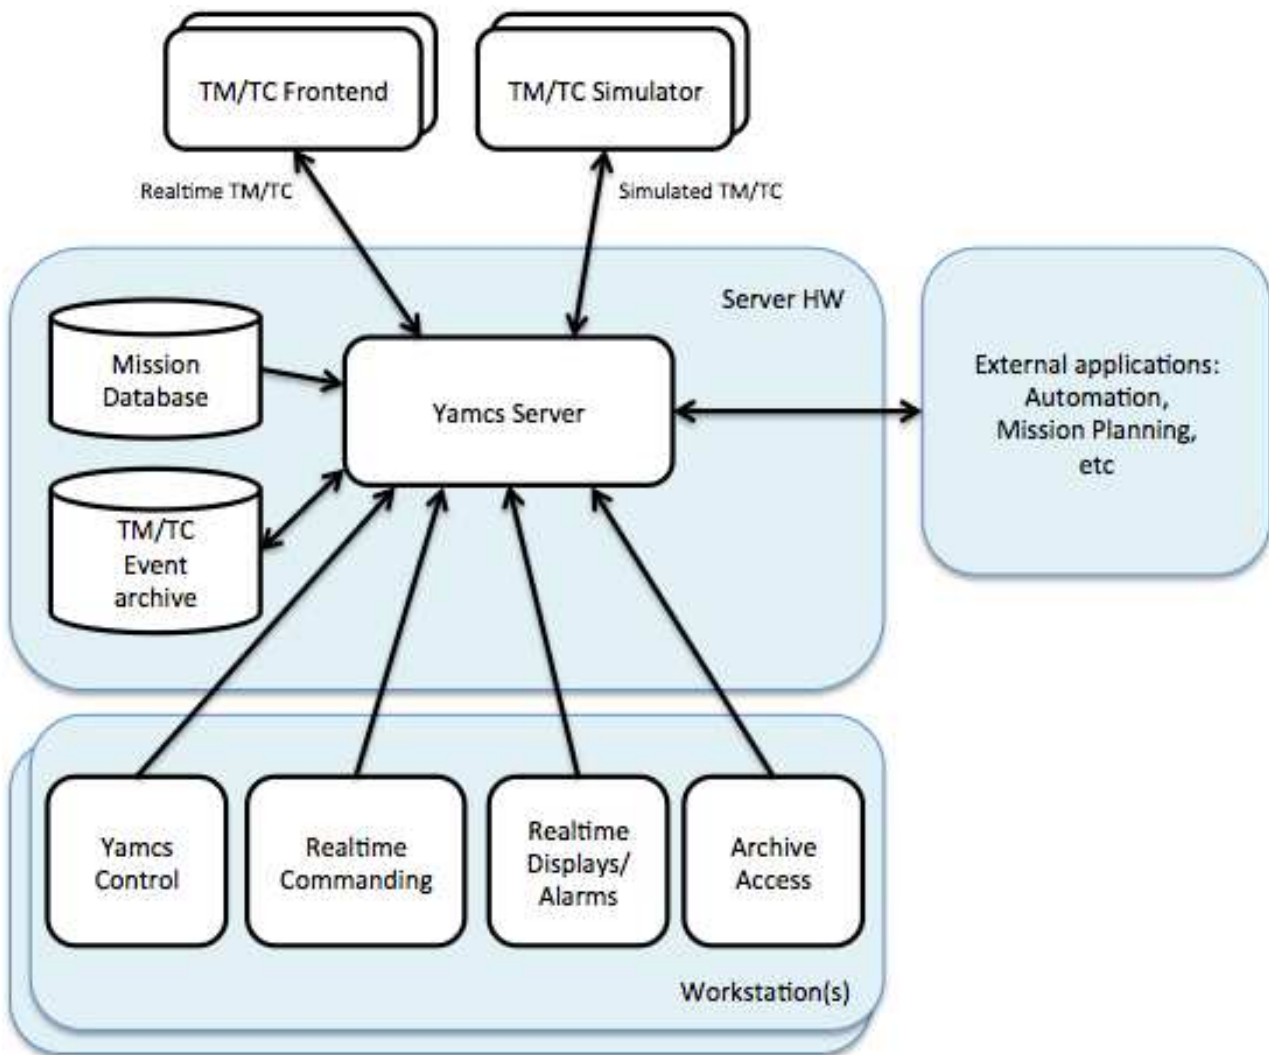 TM/TC Frontend
TM/TC Simulator
Realtime TM/TC
Simulated TM/TC
Server HW
Mission
Database
Yamcs Server
External applications:
Automation,
Mission Planning,
etc
TM/TC
Event
archive
Yamcs
Control
Realtime
Commanding
Realtime
Displays/
Alarms
Archive
Access
Workstation(s)